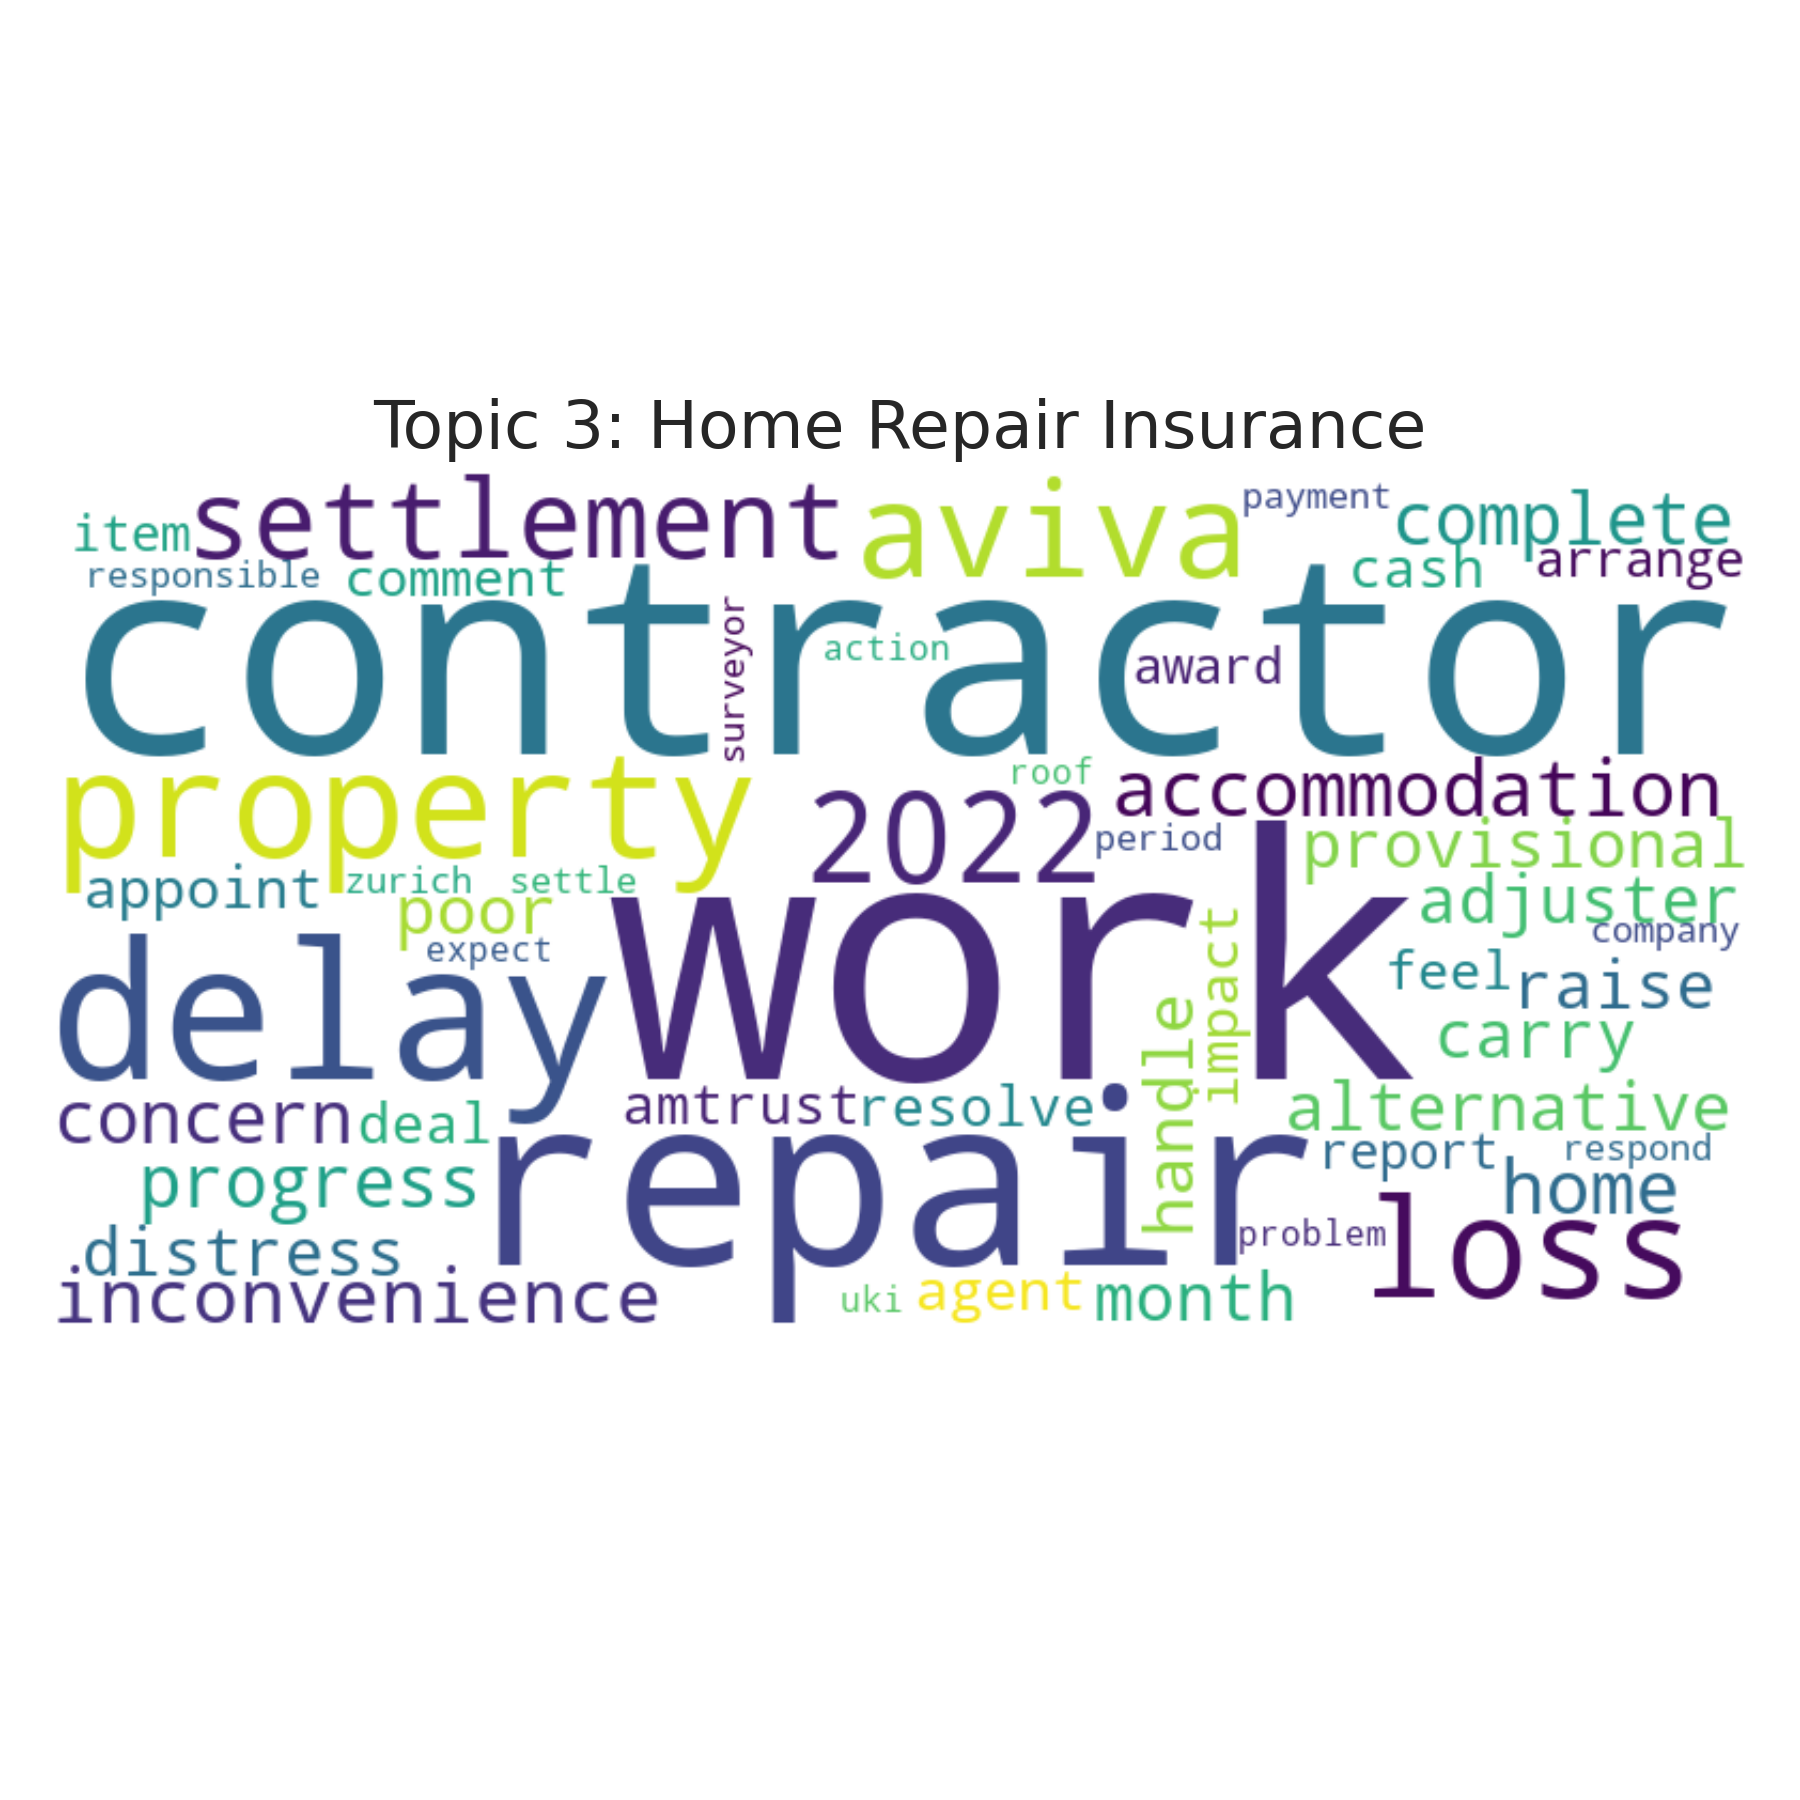 Topic 3: Home Repair Insurance
item settlement aviva payment complete
responsible comment cash arrange
contractor
surveyor action award
property roof accommodation
2022 period provisional
appoint zurich settle adjuster
poor company
delay expect work impact feel raise
handle carry
concern deal amtrust resolve alternative
progress repair report respond
home
distress problem loss
inconvenience uki agent month